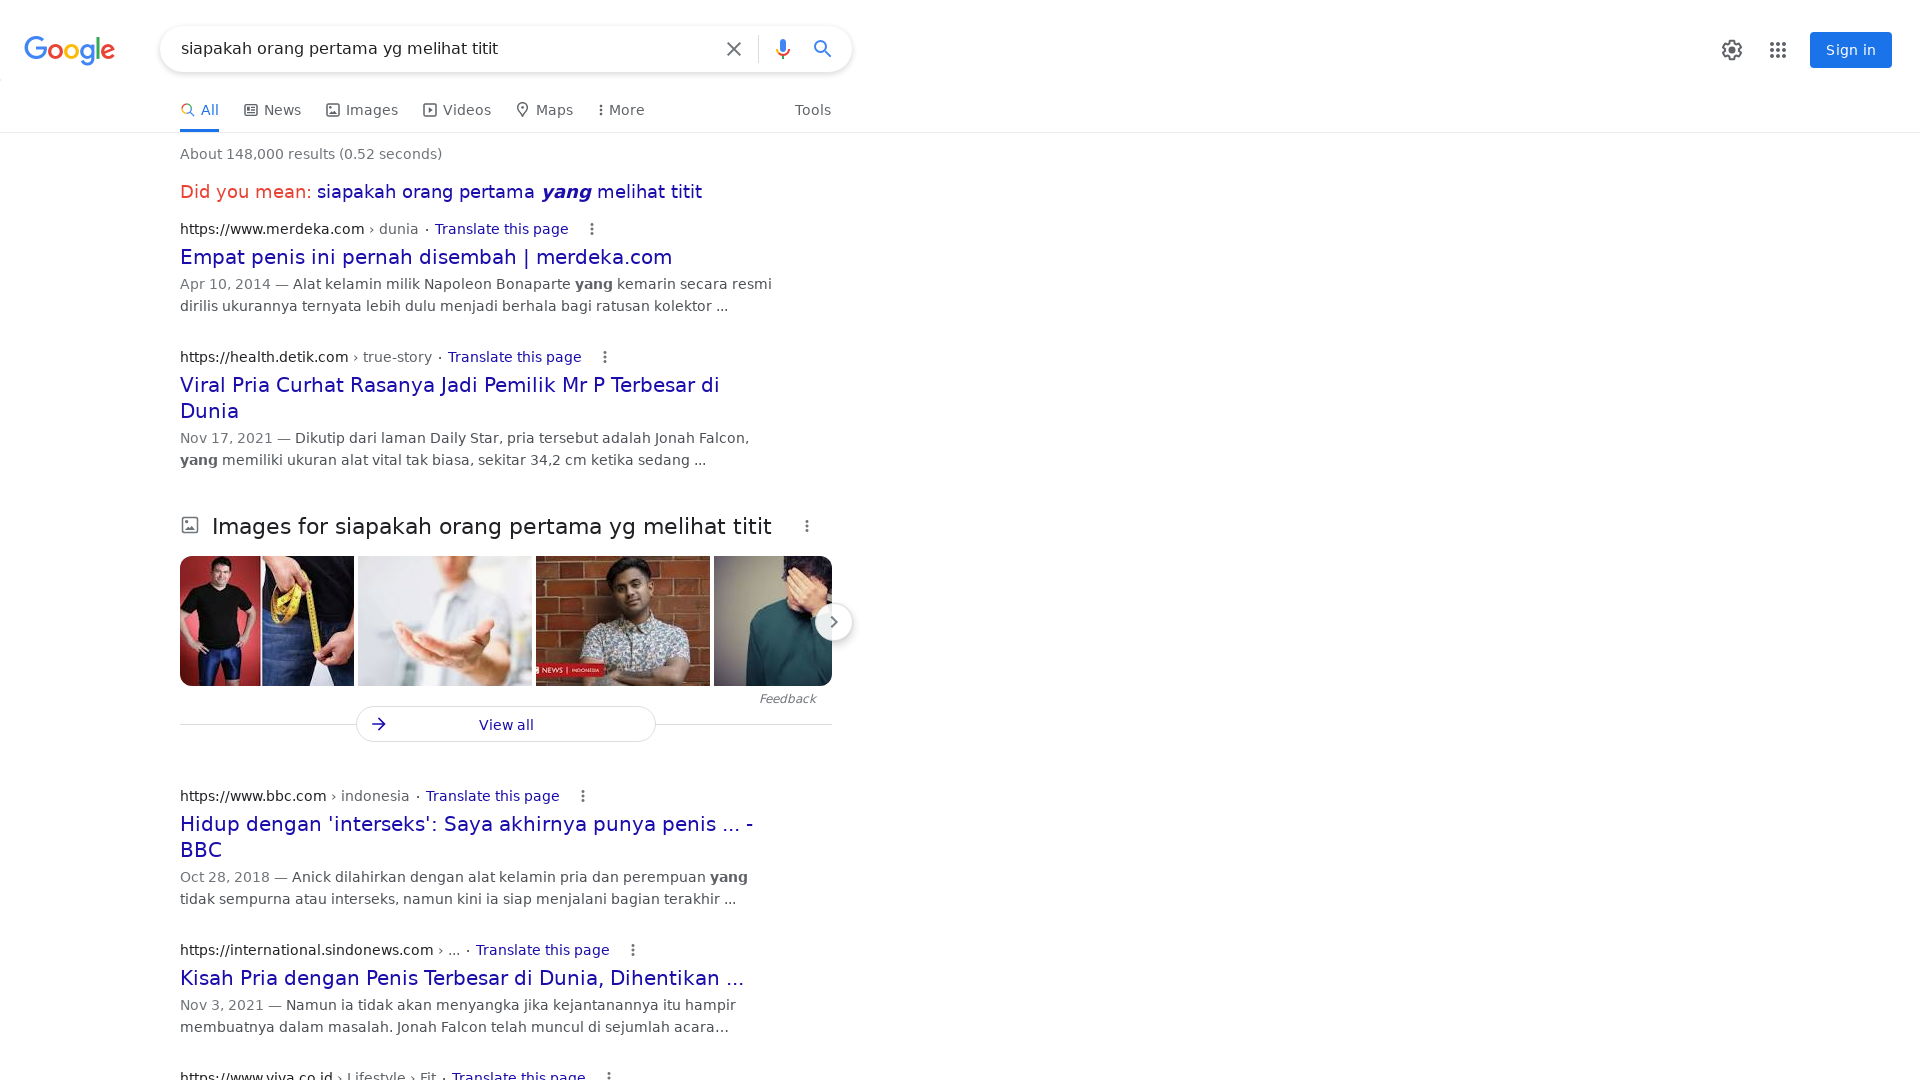 Google
siapakah orang pertama yg melihat titit
Sign in
All
News
Images
Videos
Maps
More
Tools
About 148,000 results (0.52 seconds)
Did you mean: siapakah orang pertama yang melihat titit
https://www.merdeka.com › dunia · Translate this page
Empat penis ini pernah disembah | merdeka.com
Apr 10, 2014 — Alat kelamin milik Napoleon Bonaparte yang kemarin secara resmi
dirilis ukurannya ternyata lebih dulu menjadi berhala bagi ratusan kolektor ...
https://health.detik.com › true-story · Translate this page
Viral Pria Curhat Rasanya Jadi Pemilik Mr P Terbesar di
Dunia
Nov 17, 2021 — Dikutip dari laman Daily Star, pria tersebut adalah Jonah Falcon,
yang memiliki ukuran alat vital tak biasa, sekitar 34,2 cm ketika sedang ...
Images for siapakah orang pertama yg melihat titit
NEWS | INDONESIA
Feedback
View all
https://www.bbc.com › indonesia · Translate this page
Hidup dengan 'interseks': Saya akhirnya punya penis ... -
BBC
Oct 28, 2018 — Anick dilahirkan dengan alat kelamin pria dan perempuan yang
tidak sempurna atau interseks, namun kini ia siap menjalani bagian terakhir ...
https://international.sindonews.com › ... · Translate this page
Kisah Pria dengan Penis Terbesar di Dunia, Dihentikan ...
Nov 3, 2021 — Namun ia tidak akan menyangka jika kejantanannya itu hampir
membuatnya dalam masalah. Jonah Falcon telah muncul di sejumlah acara...
https://www.viva.co.id › Lifestyle › Fit · Translate this page